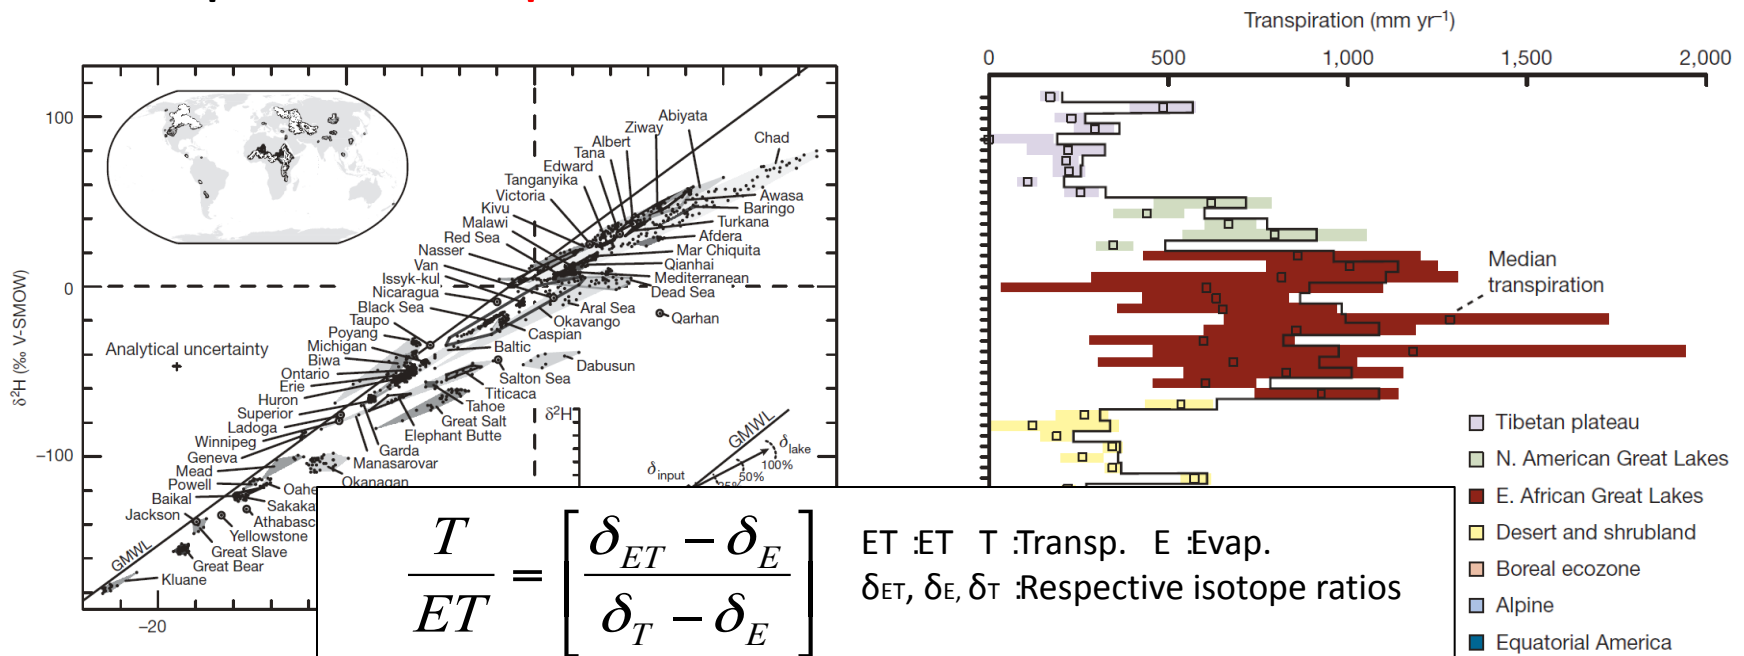 100
0
−100
−20
δ²H (‰ V-SMOW)
Analytical uncertainty
Abiyata
Ziway
Albert
Tana
Edward
Tanganyika
Victoria
Kivu
Malawi
Red Sea
Nasser
Van
Issyk-kul
Nicaragua
Black Sea
Taupo
Poyang
Michigan
Biwa
Ontario
Erie
Huron
Superior
Ladoga
Winnipeg
Geneva
Mead
Powell
Baikal
Jackson
GMWL
Chad
Awasa
Baringo
Turkana
Afdera
Mar Chiquita
Qianhai
Mediterranean
Dead Sea
Aral Sea
Okavango
Qarhan
Caspian
Baltic
Dabusun
Salton Sea
Titicaca
Tahoe
Great Salt
Elephant Butte
Garda
Manasarovar
Okanagan
Oahe
Sakaka
Athabasc
Yellowstone
Great Slave
Great Bear
Kluane
δ²H
GMWL
δlake
100%
50%
δinput
Transpiration (mm yr⁻¹)
0 500 1,000 1,500 2,000
Median
transpiration
Tibetan plateau
N. American Great Lakes
E. African Great Lakes
Desert and shrubland
Boreal ecozone
Alpine
Equatorial America
T/ET = [(δET − δE)/(δT − δE)]
ET :ET T :Transp. E :Evap.
δET, δE, δT :Respective isotope ratios